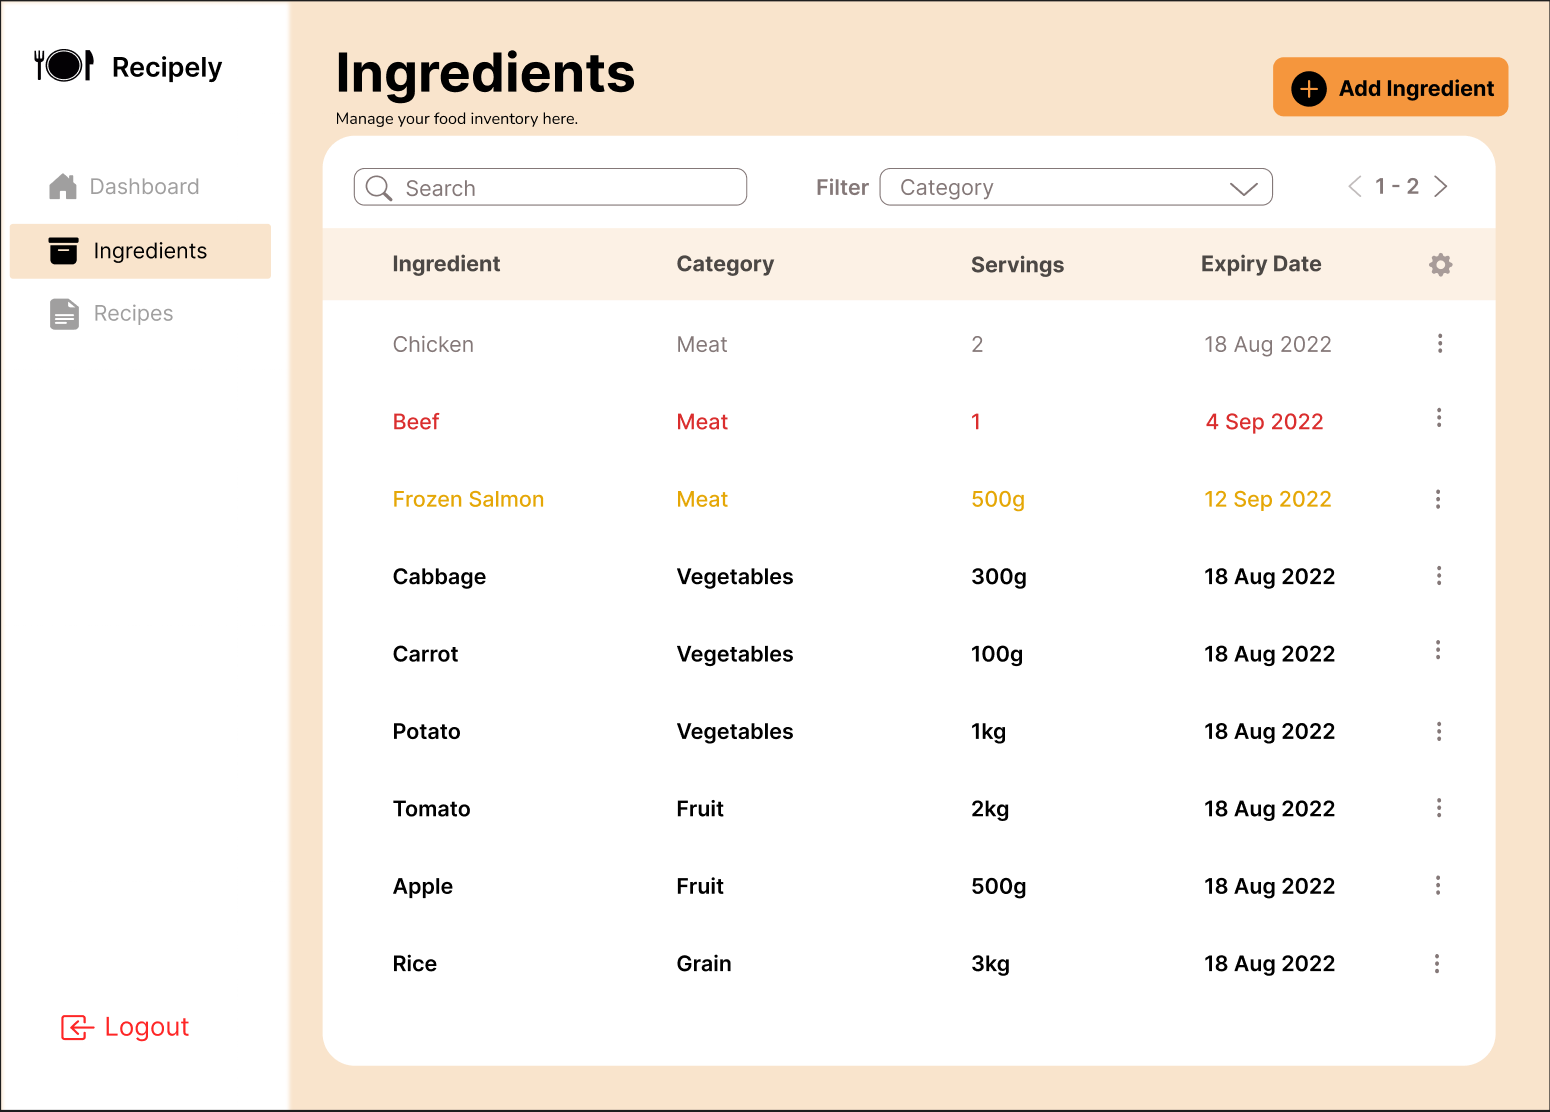 Recipely
Dashboard
Ingredients
Recipes
Logout
Ingredients
Manage your food inventory here.
Add Ingredient
Search
Filter
Category
1 - 2
Ingredient Category Servings Expiry Date
Chicken Meat 2 18 Aug 2022
Beef Meat 1 4 Sep 2022
Frozen Salmon Meat 500g 12 Sep 2022
Cabbage Vegetables 300g 18 Aug 2022
Carrot Vegetables 100g 18 Aug 2022
Potato Vegetables 1kg 18 Aug 2022
Tomato Fruit 2kg 18 Aug 2022
Apple Fruit 500g 18 Aug 2022
Rice Grain 3kg 18 Aug 2022